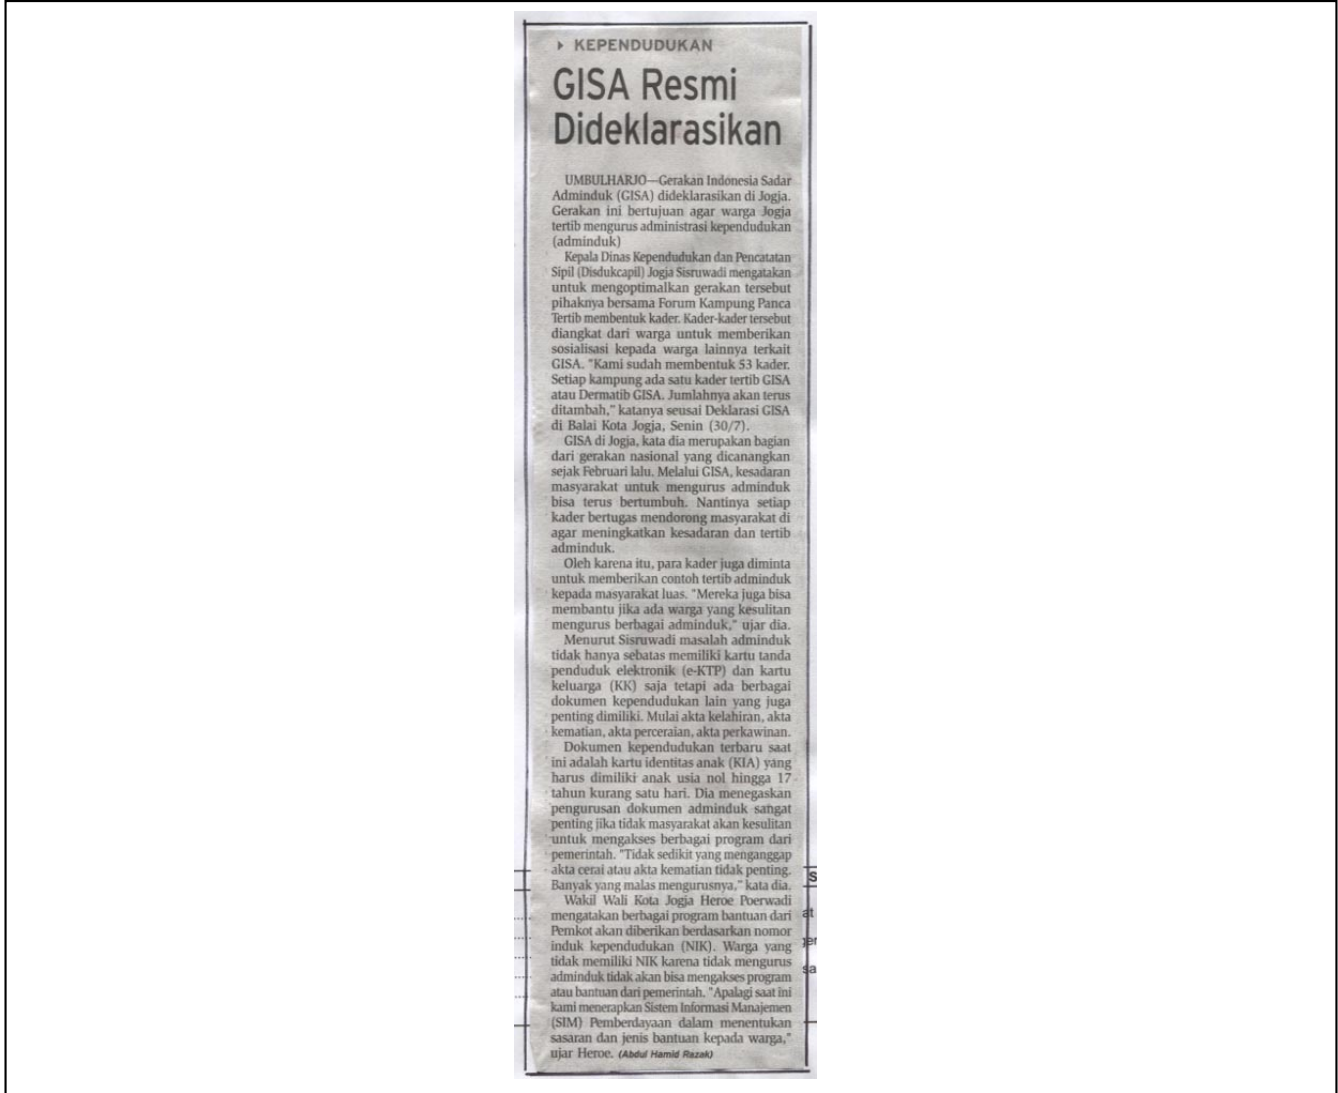 KEPENDUDUKAN
GISA Resmi
Dideklarasikan
UMBULHARJO—Gerakan Indonesia Sadar
Adminduk (GISA) dideklarasikan di Jogja.
Gerakan ini bertujuan agar warga Jogja
tertib mengurus administrasi kependudukan
(adminduk)
Kepala Dinas Kependudukan dan Pencatatan
Sipil (Disdukcapil) Jogja Sisruwadi mengatakan
untuk mengoptimalkan gerakan tersebut
pihaknya bersama Forum Kampung Panca
Tertib membentuk kader. Kader-kader tersebut
diangkat dari warga untuk memberikan
sosialisasi kepada warga lainnya terkait
GISA. "Kami sudah membentuk 53 kader.
Setiap kampung ada satu kader tertib GISA
atau Dermatib GISA. Jumlahnya akan terus
ditambah," katanya seusai Deklarasi GISA
di Balai Kota Jogja, Senin (30/7).
GISA di Jogja, kata dia merupakan bagian
dari gerakan nasional yang dicanangkan
sejak Februari lalu. Melalui GISA, kesadaran
masyarakat untuk mengurus adminduk
bisa terus bertumbuh. Nantinya setiap
kader bertugas mendorong masyarakat di
agar meningkatkan kesadaran dan tertib
adminduk.
Oleh karena itu, para kader juga diminta
untuk memberikan contoh tertib adminduk
kepada masyarakat luas. "Mereka juga bisa
membantu jika ada warga yang kesulitan
mengurus berbagai adminduk," ujar dia.
Menurut Sisruwadi masalah adminduk
tidak hanya sebatas memiliki kartu tanda
penduduk elektronik (e-KTP) dan kartu
keluarga (KK) saja tetapi ada berbagai
dokumen kependudukan lain yang juga
penting dimiliki. Mulai akta kelahiran, akta
kematian, akta perceraian, akta perkawinan.
Dokumen kependudukan terbaru saat
ini adalah kartu identitas anak (KIA) yang
harus dimiliki anak usia nol hingga 17
tahun kurang satu hari. Dia menegaskan
pengurusan dokumen adminduk sangat
penting jika tidak masyarakat akan kesulitan
untuk mengakses berbagai program dari
pemerintah. "Tidak sedikit yang menganggap
akta cerai atau akta kematian tidak penting.
Banyak yang malas mengurusnya," kata dia.
Wakil Wali Kota Jogja Heroe Poerwadi
mengatakan berbagai program bantuan dari
Pemkot akan diberikan berdasarkan nomor
induk kependudukan (NIK). Warga yang
tidak memiliki NIK karena tidak mengurus
adminduk tidak akan bisa mengakses program
atau bantuan dari pemerintah. "Apalagi saat ini
kami menerapkan Sistem Informasi Manajemen
(SIM) Pemberdayaan dalam menentukan
sasaran dan jenis bantuan kepada warga,"
ujar Heroe. (Abdul Hamid Razak)